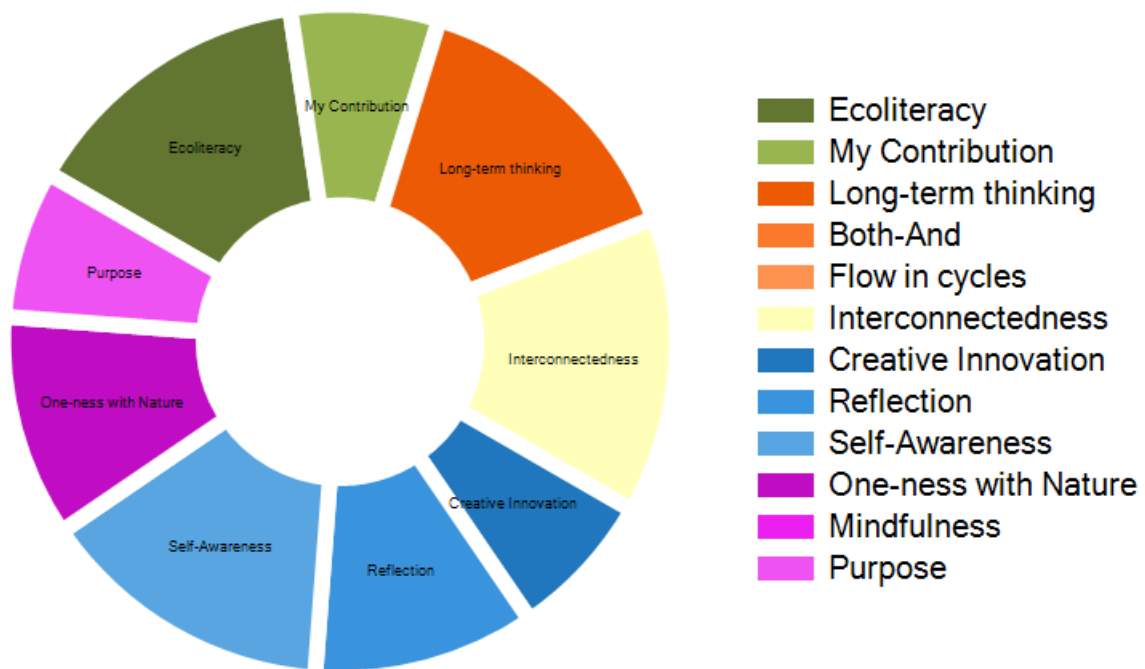 My Contribution
Ecoliteracy
Long-term thinking
Purpose
Interconnectedness
One-ness with Nature
Creative Innovation
Self-Awareness
Reflection
Ecoliteracy
My Contribution
Long-term thinking
Both-And
Flow in cycles
Interconnectedness
Creative Innovation
Reflection
Self-Awareness
One-ness with Nature
Mindfulness
Purpose